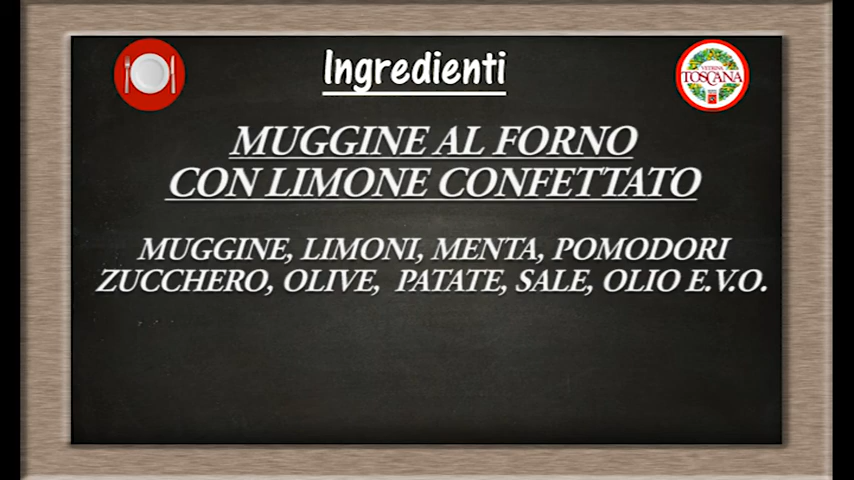 Ingredienti
VETRINA
TOSCANA
MUGGINE AL FORNO
CON LIMONE CONFETTATO
MUGGINE, LIMONI, MENTA, POMODORI
ZUCCHERO, OLIVE, PATATE, SALE, OLIO E.V.O.